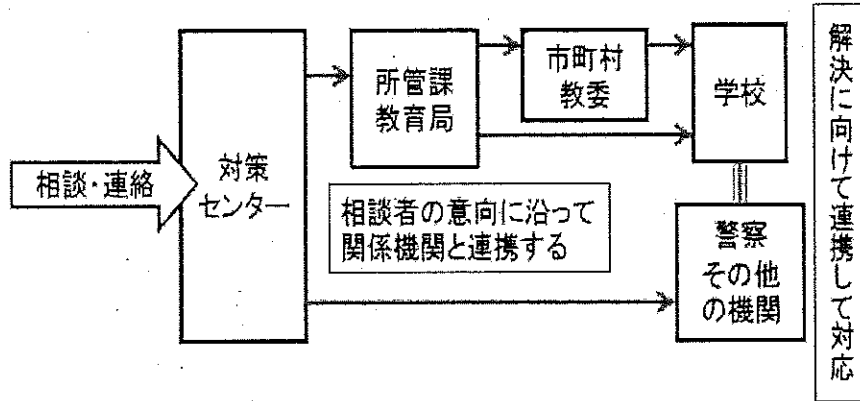 相談・連絡
対策
センター
所管課
教育局
市町村
教委
学校
相談者の意向に沿って
関係機関と連携する
警察
その他
の機関
解決に向けて連携して対応